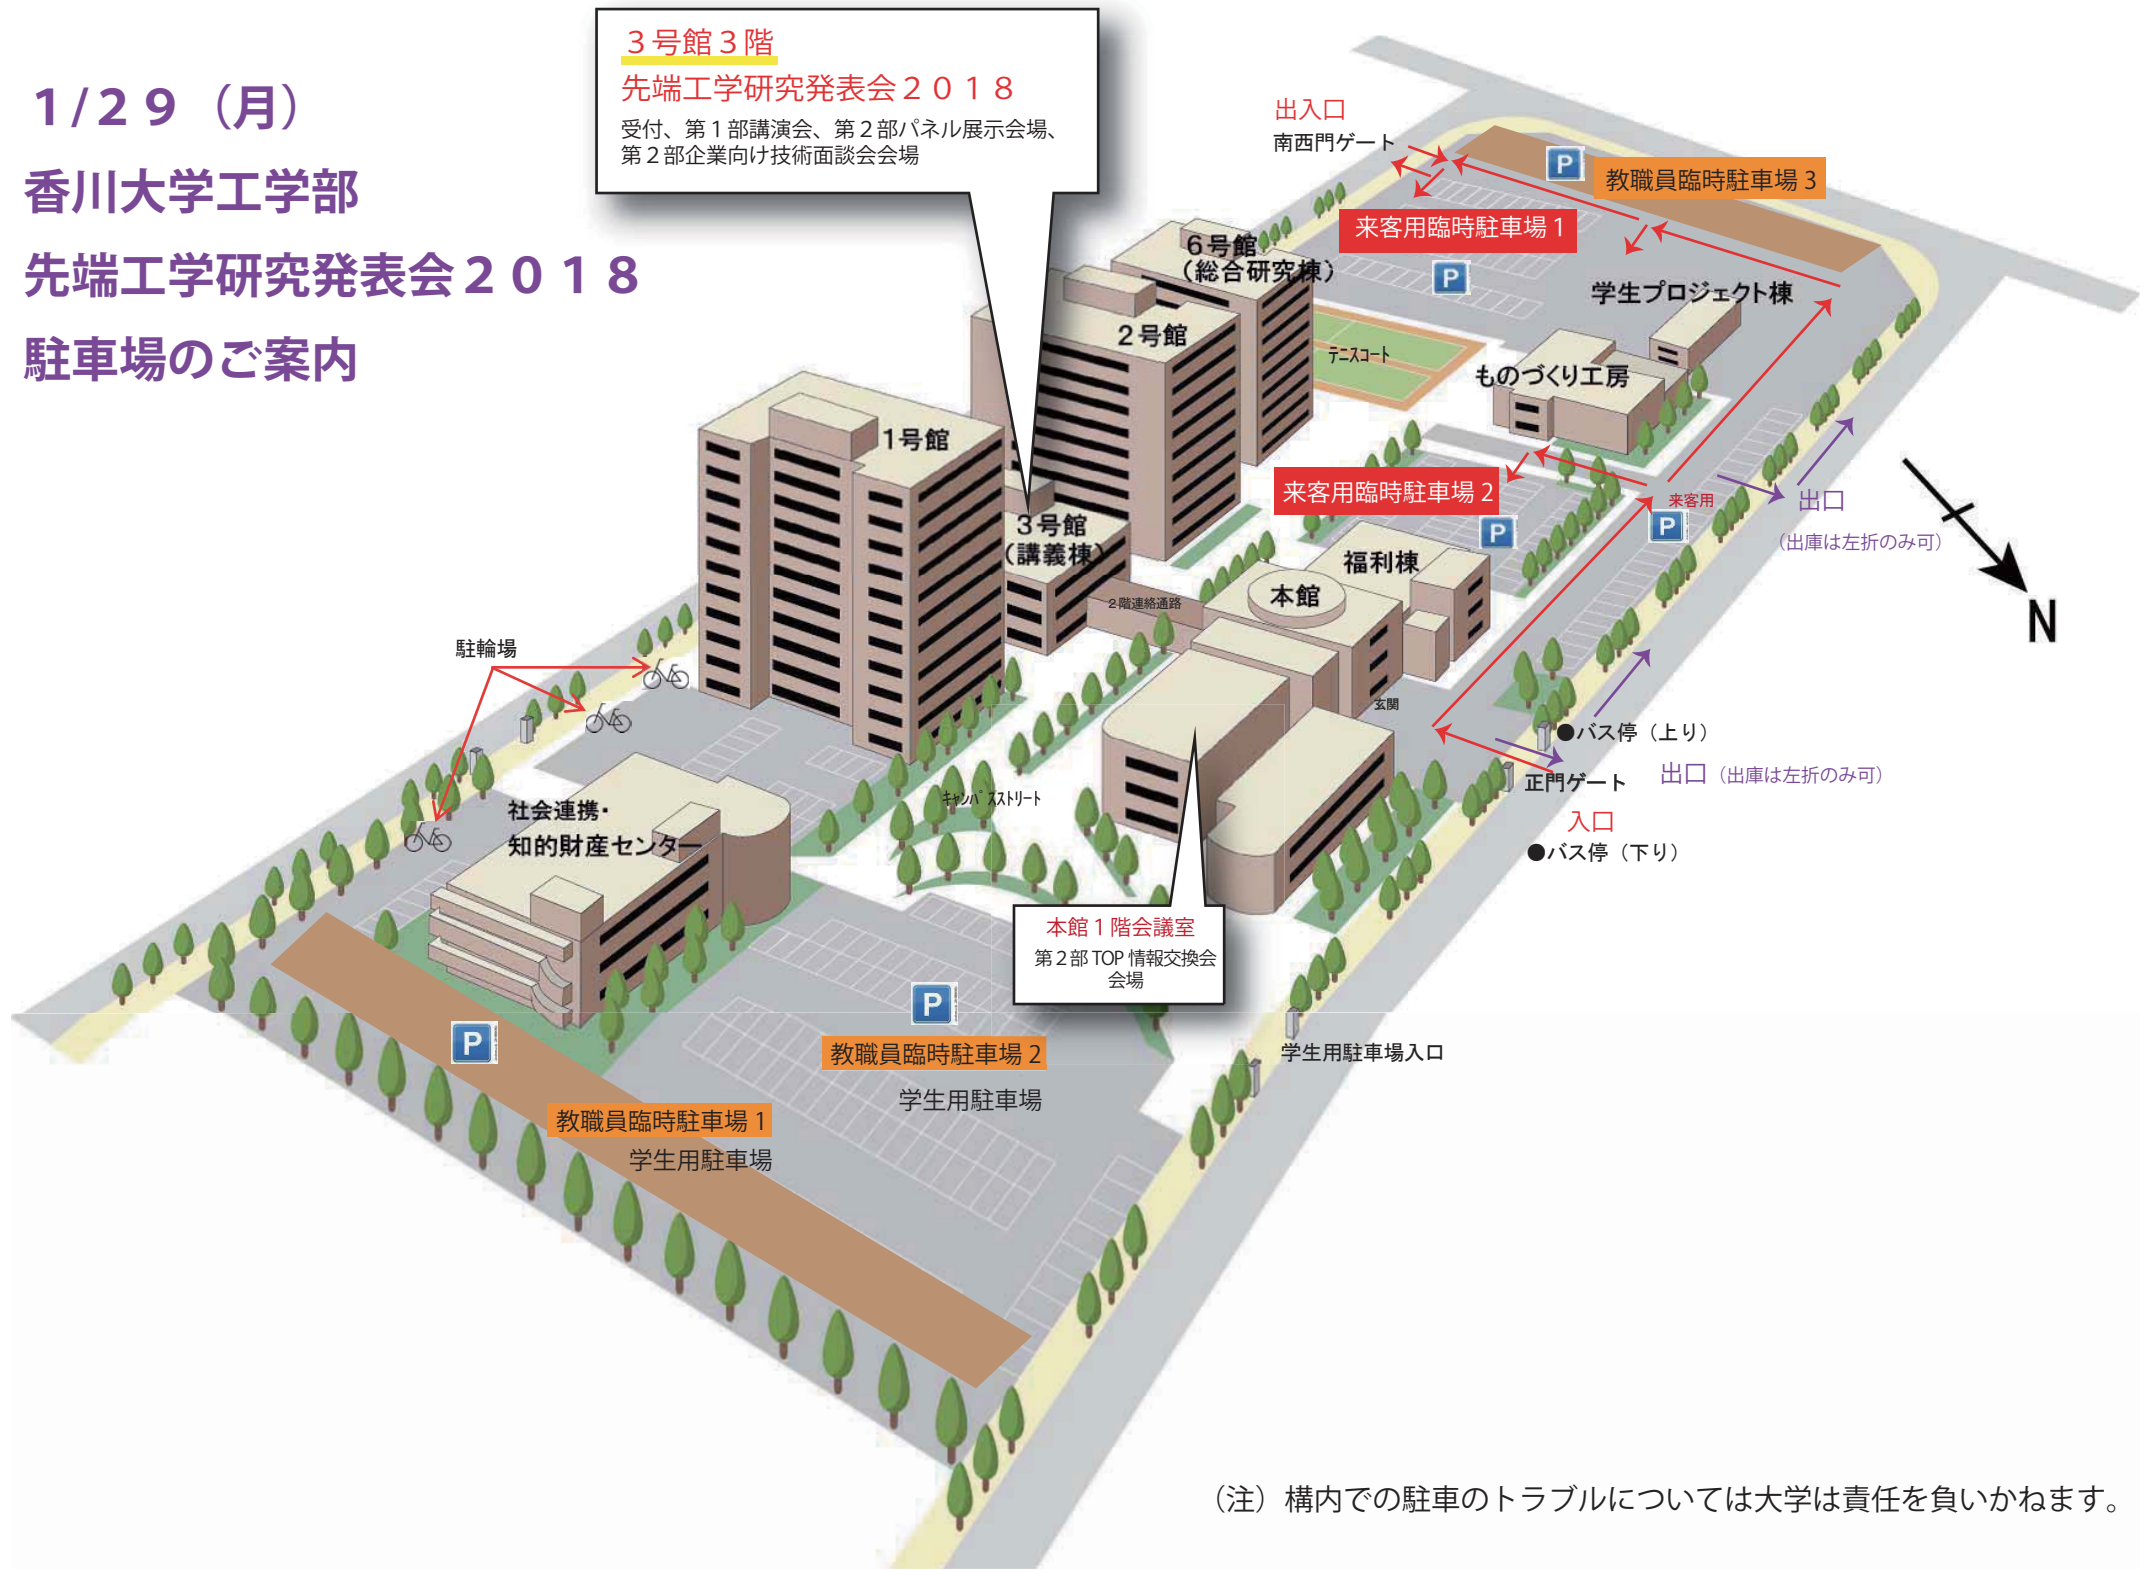 1/29（月）
香川大学工学部
先端工学研究発表会２０１８
駐車場のご案内
３号館３階
先端工学研究発表会２０１８
受付、第１部講演会、第２部パネル展示会場、
第２部企業向け技術面談会会場
出入口
南西門ゲート
教職員臨時駐車場３
P
来客用臨時駐車場１
P
6号館
（総合研究棟）
学生プロジェクト棟
2号館
テニスコート
ものづくり工房
1号館
来客用臨時駐車場２
P
来客用
P
出口
（出庫は左折のみ可）
N
3号館
（講義棟）
福利棟
本館
２階連絡通路
駐輪場
玄関
●バス停（上り）
出口（出庫は左折のみ可）
正門ゲート
入口
●バス停（下り）
キャンパスストリート
社会連携・
知的財産センター
本館１階会議室
第２部 TOP 情報交換会
会場
P
P
教職員臨時駐車場２
学生用駐車場
学生用駐車場入口
教職員臨時駐車場１
学生用駐車場
（注）構内での駐車のトラブルについては大学は責任を負いかねます。